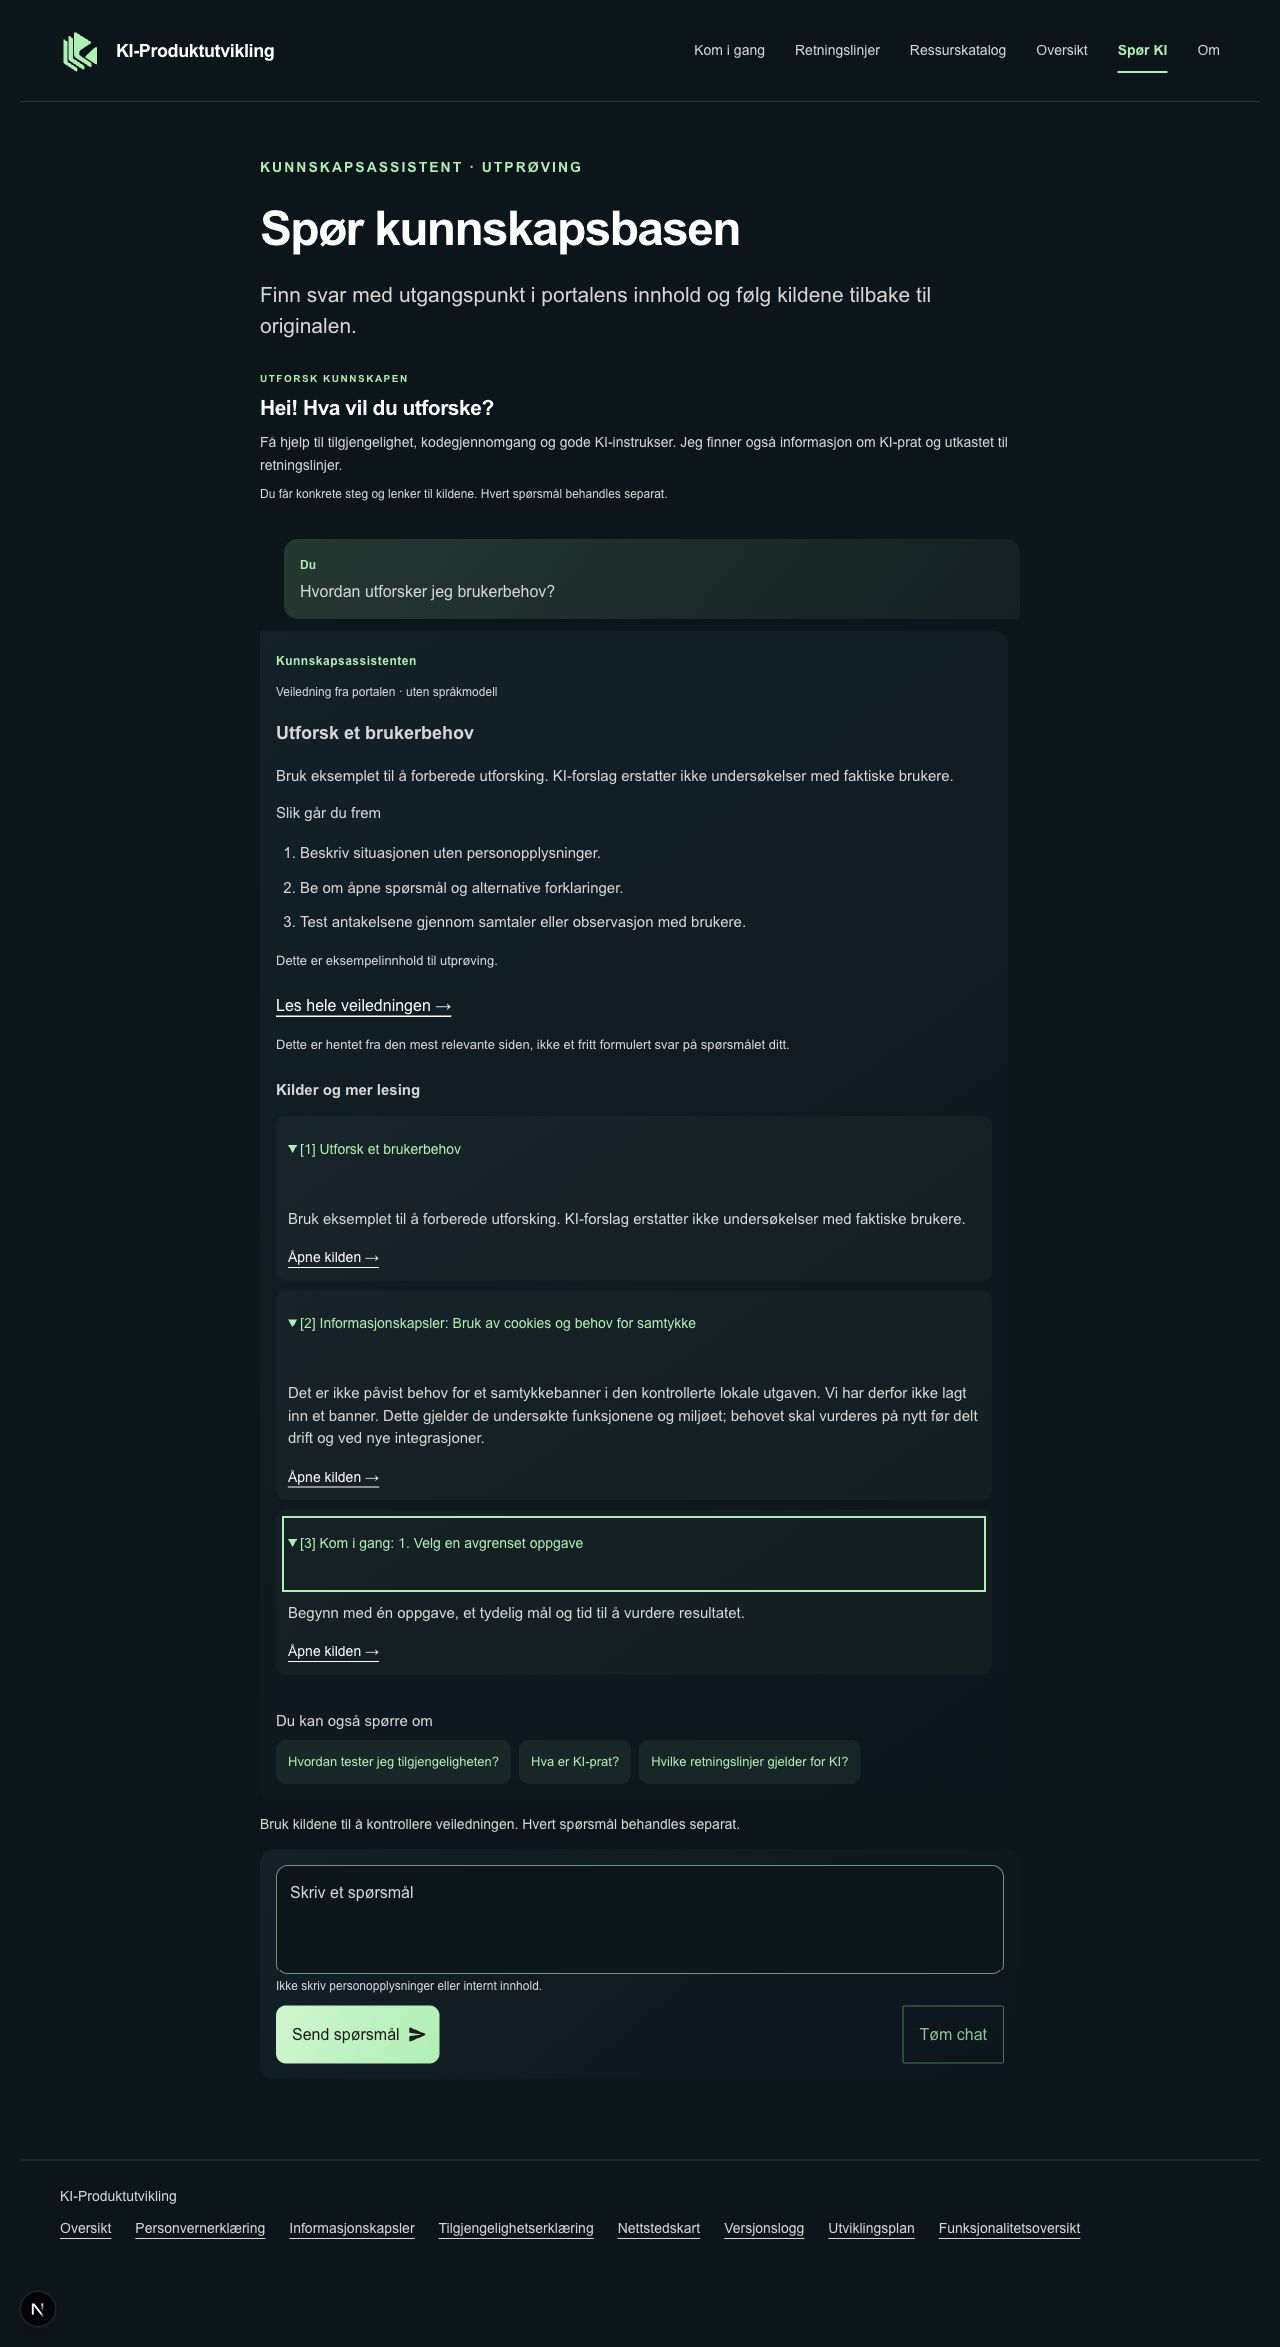 KI-Produktutvikling
Kom i gang
Retningslinjer
Ressurskatalog
Oversikt
Spør KI
Om
KUNNSKAPSASSISTENT · UTPRØVING
Spør kunnskapsbasen
Finn svar med utgangspunkt i portalens innhold og følg kildene tilbake til
originalen.
UTFORSK KUNNSKAPEN
Hei! Hva vil du utforske?
Få hjelp til tilgjengelighet, kodegjennomgang og gode KI-instrukser. Jeg finner også informasjon om KI-prat og utkastet til
retningslinjer.
Du får konkrete steg og lenker til kildene. Hvert spørsmål behandles separat.
Du
Hvordan utforsker jeg brukerbehov?
Kunnskapsassistenten
Veiledning fra portalen · uten språkmodell
Utforsk et brukerbehov
Bruk eksemplet til å forberede utforsking. KI-forslag erstatter ikke undersøkelser med faktiske brukere.
Slik går du frem
1. Beskriv situasjonen uten personopplysninger.
2. Be om åpne spørsmål og alternative forklaringer.
3. Test antakelsene gjennom samtaler eller observasjon med brukere.
Dette er eksempelinnhold til utprøving.
Les hele veiledningen →
Dette er hentet fra den mest relevante siden, ikke et fritt formulert svar på spørsmålet ditt.
Kilder og mer lesing
▼[1] Utforsk et brukerbehov
Bruk eksemplet til å forberede utforsking. KI-forslag erstatter ikke undersøkelser med faktiske brukere.
Åpne kilden →
▼[2] Informasjonskapsler: Bruk av cookies og behov for samtykke
Det er ikke påvist behov for et samtykkebanner i den kontrollerte lokale utgaven. Vi har derfor ikke lagt
inn et banner. Dette gjelder de undersøkte funksjonene og miljøet; behovet skal vurderes på nytt før delt
drift og ved nye integrasjoner.
Åpne kilden →
▼[3] Kom i gang: 1. Velg en avgrenset oppgave
Begynn med én oppgave, et tydelig mål og tid til å vurdere resultatet.
Åpne kilden →
Du kan også spørre om
Hvordan tester jeg tilgjengeligheten?
Hva er KI-prat?
Hvilke retningslinjer gjelder for KI?
Bruk kildene til å kontrollere veiledningen. Hvert spørsmål behandles separat.
Skriv et spørsmål
Ikke skriv personopplysninger eller internt innhold.
Send spørsmål
Tøm chat
KI-Produktutvikling
Oversikt
Personvernerklæring
Informasjonskapsler
Tilgjengelighetserklæring
Nettstedskart
Versjonslogg
Utviklingsplan
Funksjonalitetsoversikt
N